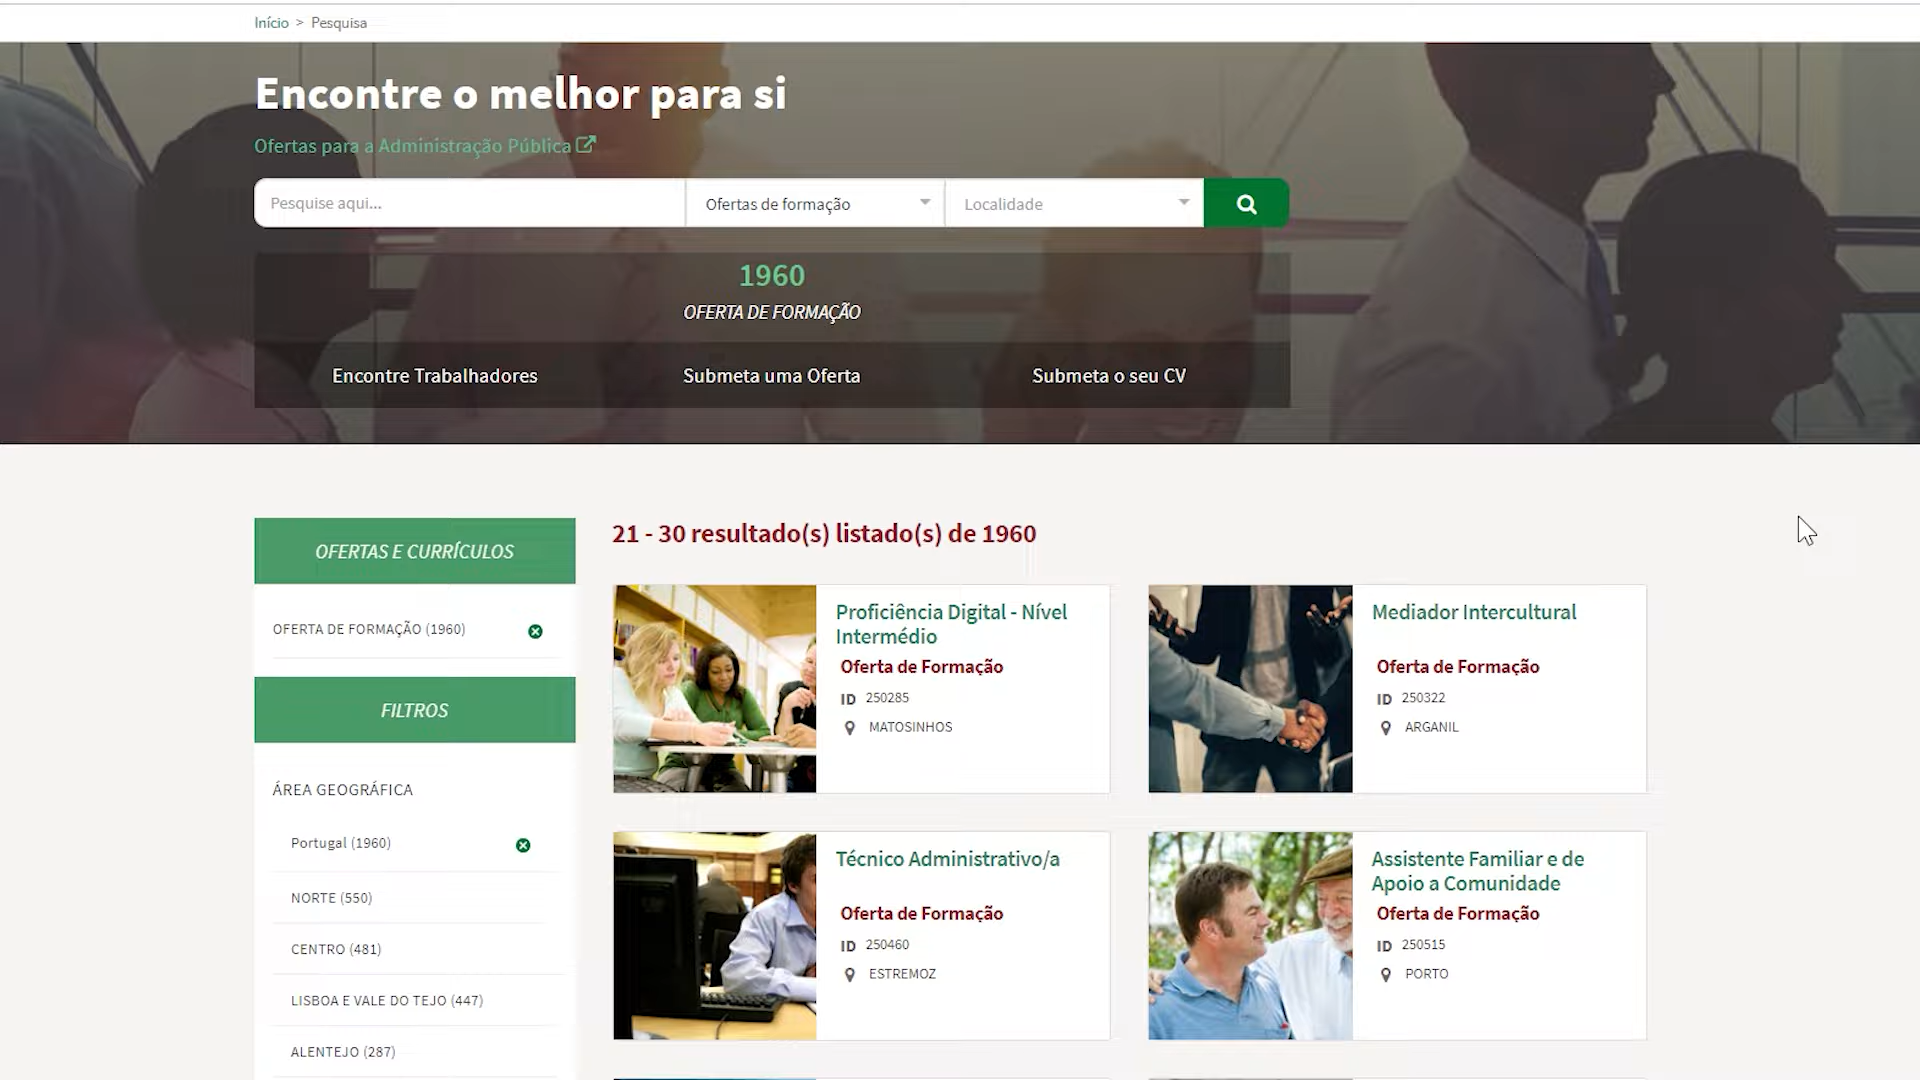 Início > Pesquisa
Encontre o melhor para si
Ofertas para a Administração Pública
Pesquise aqui...
Ofertas de formação
Localidade
1960
OFERTA DE FORMAÇÃO
Encontre Trabalhadores
Submeta uma Oferta
Submeta o seu CV
OFERTAS E CURRÍCULOS
OFERTA DE FORMAÇÃO (1960)
FILTROS
ÁREA GEOGRÁFICA
Portugal (1960)
NORTE (550)
CENTRO (481)
LISBOA E VALE DO TEJO (447)
ALENTEJO (287)
21 - 30 resultado(s) listado(s) de 1960
Proficiência Digital - Nível
Intermédio
Oferta de Formação
ID 250285
MATOSINHOS
Mediador Intercultural
Oferta de Formação
ID 250322
ARGANIL
Técnico Administrativo/a
Oferta de Formação
ID 250460
ESTREMOZ
Assistente Familiar e de
Apoio a Comunidade
Oferta de Formação
ID 250515
PORTO